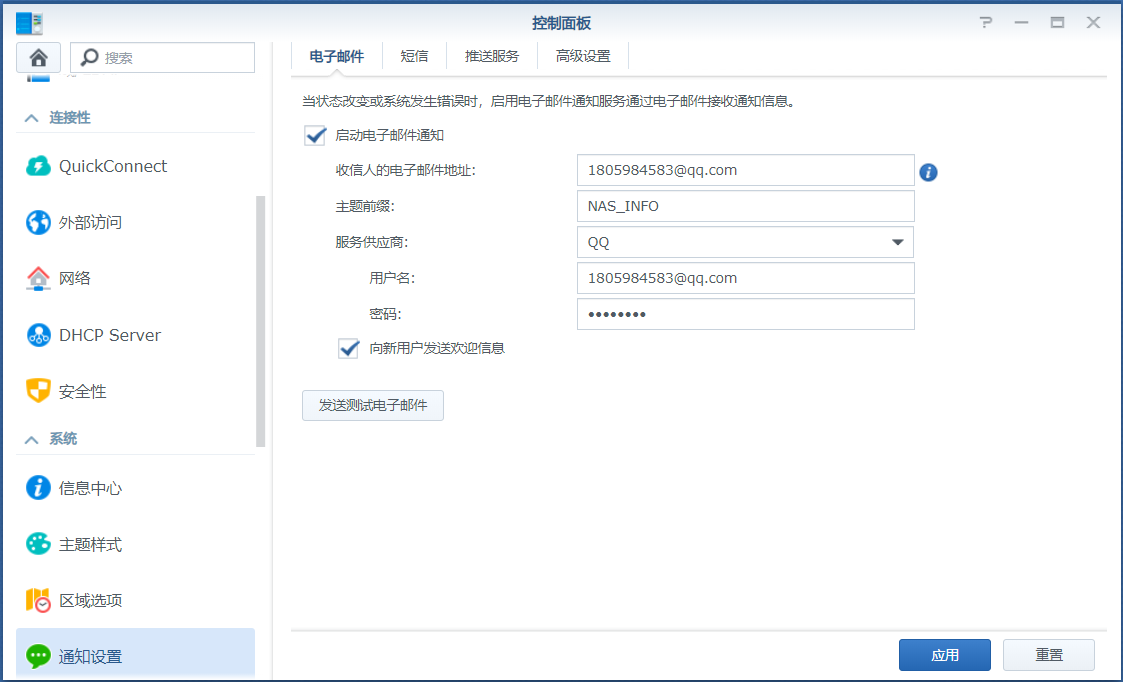 控制面板
搜索
电子邮件 短信 推送服务 高级设置
连接性
QuickConnect
外部访问
网络
DHCP Server
安全性
系统
信息中心
主题样式
区域选项
通知设置
当状态改变或系统发生错误时，启用电子邮件通知服务通过电子邮件接收通知信息。
启动电子邮件通知
收信人的电子邮件地址: 1805984583@qq.com
主题前缀: NAS_INFO
服务供应商: QQ
用户名: 1805984583@qq.com
密码: ••••••••
向新用户发送欢迎信息
发送测试电子邮件
应用 重置